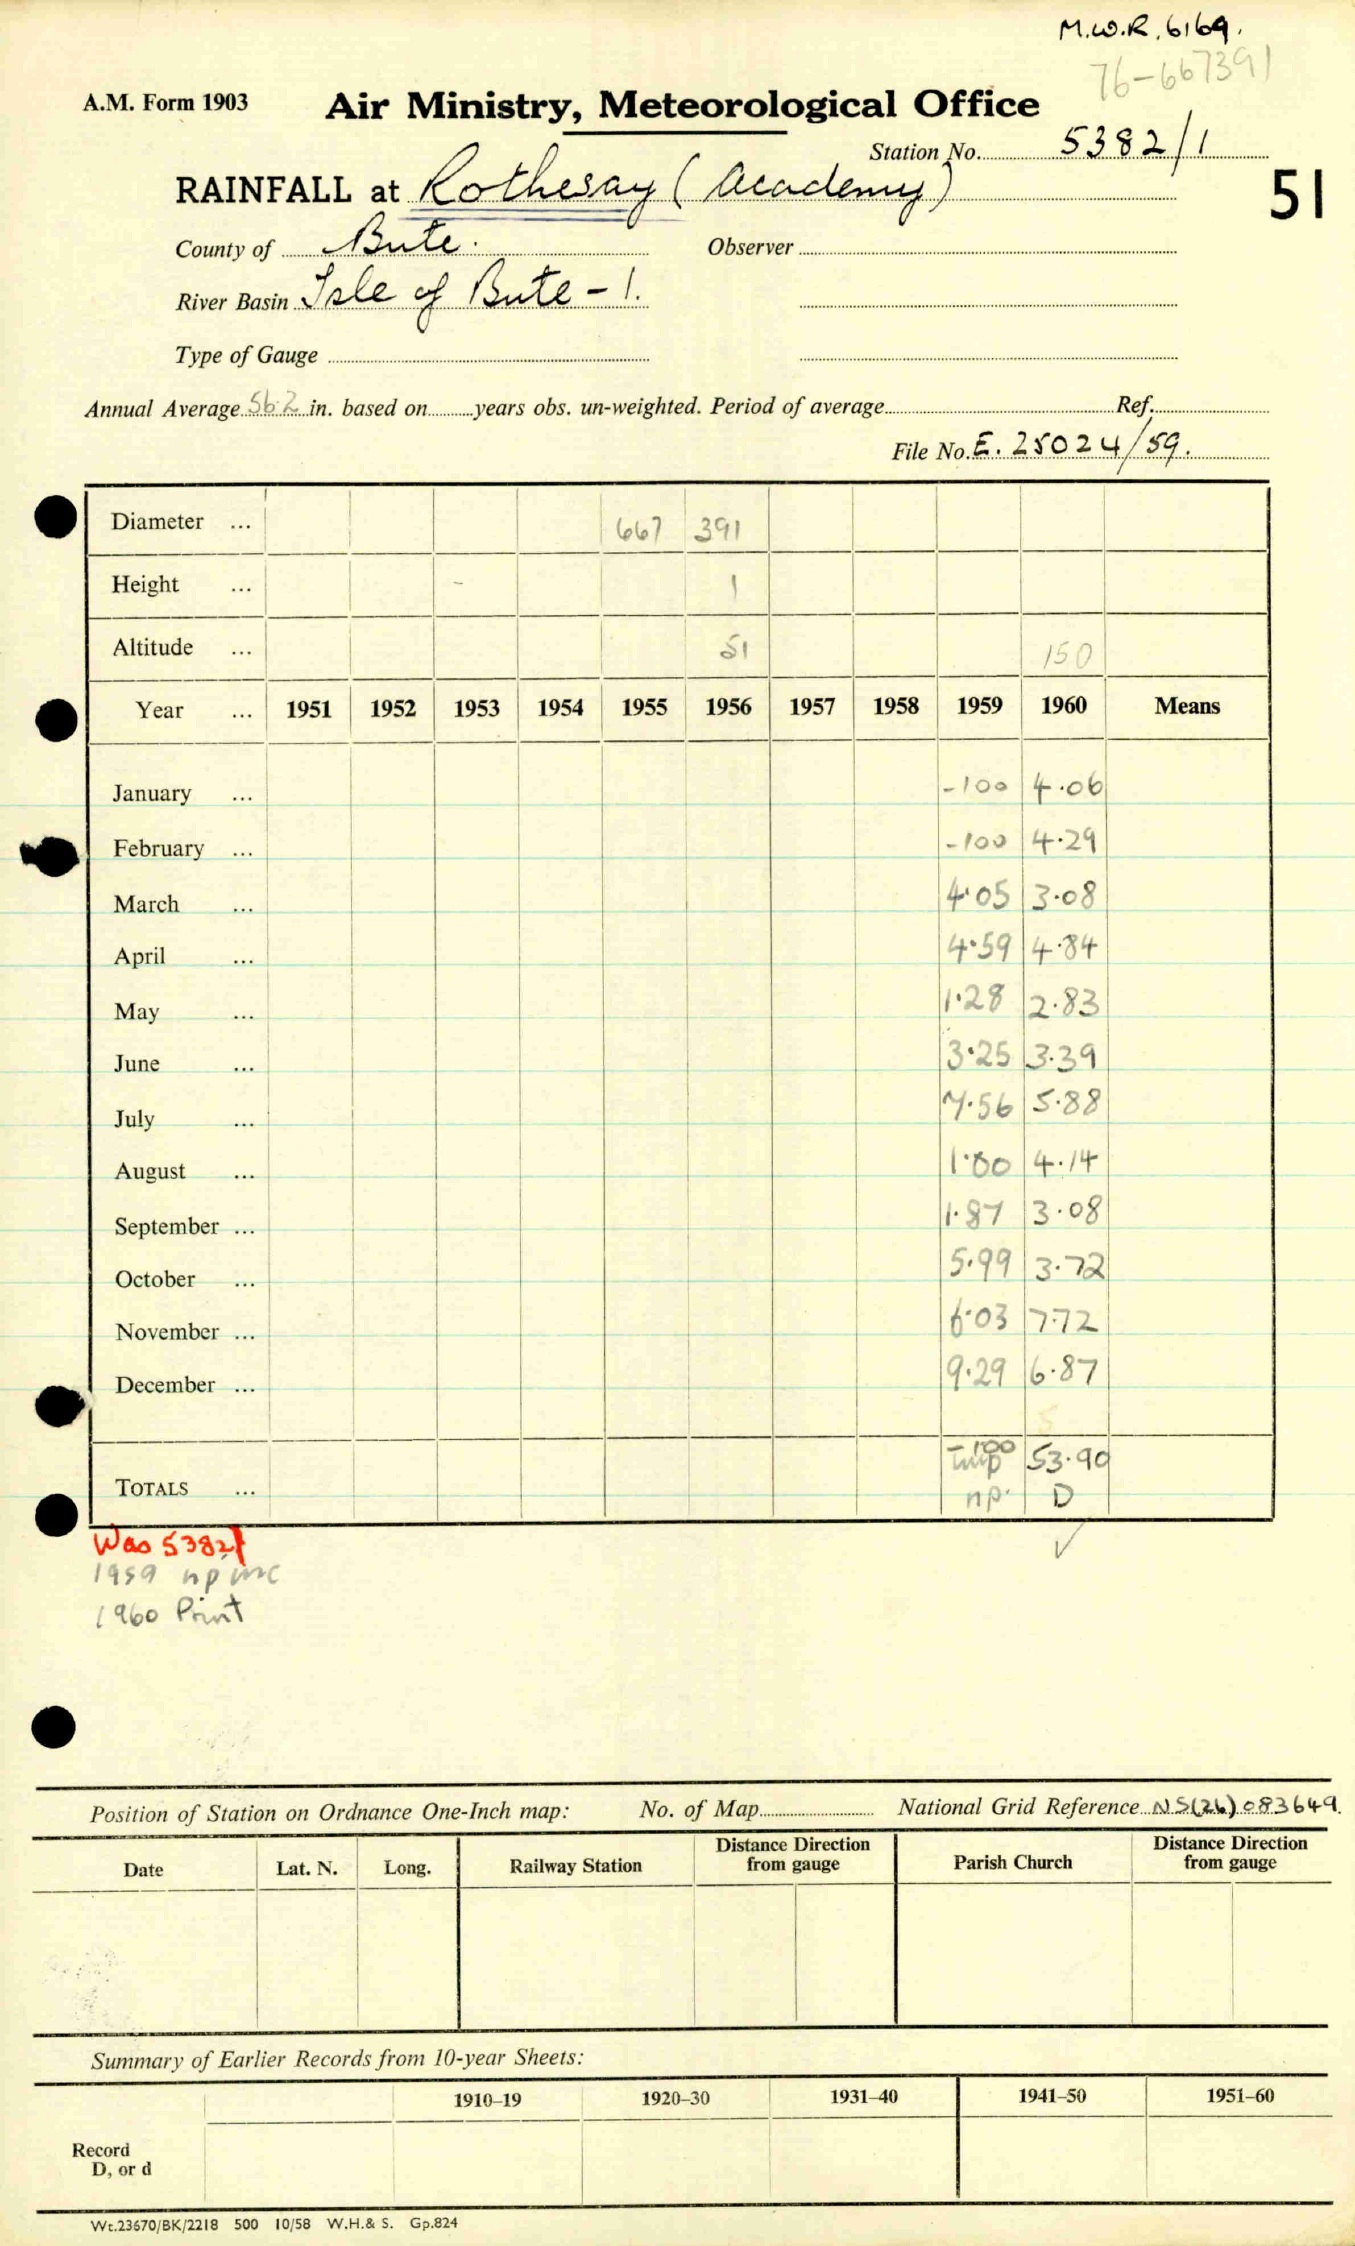 M.W.R. 6169.
76-667391
A.M. Form 1903
Air Ministry, Meteorological Office
Station No. 5382/1
RAINFALL at Rothesay (Academy)
51
County of Bute.
Observer
River Basin Isle of Bute - 1.
Type of Gauge
Annual Average 56.2 in. based on years obs. un-weighted. Period of average Ref.
File No. E. 25024/59.
Diameter ... 667 391
Height ... 1
Altitude ... 51 150
Year ... 1951 1952 1953 1954 1955 1956 1957 1958 1959 1960 Means
January ... -100 4.06
February ... -100 4.29
March ... 4.05 3.08
April ... 4.59 4.84
May ... 1.28 2.83
June ... 3.25 3.39
July ... 7.56 5.88
August ... 1.00 4.14
September ... 1.87 3.08
October ... 5.99 3.72
November ... 6.03 7.72
December ... 9.29 6.87
TOTALS ... -100 53.90
np. D
Was 5382/
1959 np inc
1960 Print
Position of Station on Ordnance One-Inch map: No. of Map National Grid Reference NS(26) 083649.
Date Lat. N. Long. Railway Station Distance Direction from gauge Parish Church Distance Direction from gauge
Summary of Earlier Records from 10-year Sheets:
1910–19 1920–30 1931–40 1941–50 1951–60
Record
D, or d
Wt.23670/BK/2218 500 10/58 W.H.& S. Gp.824